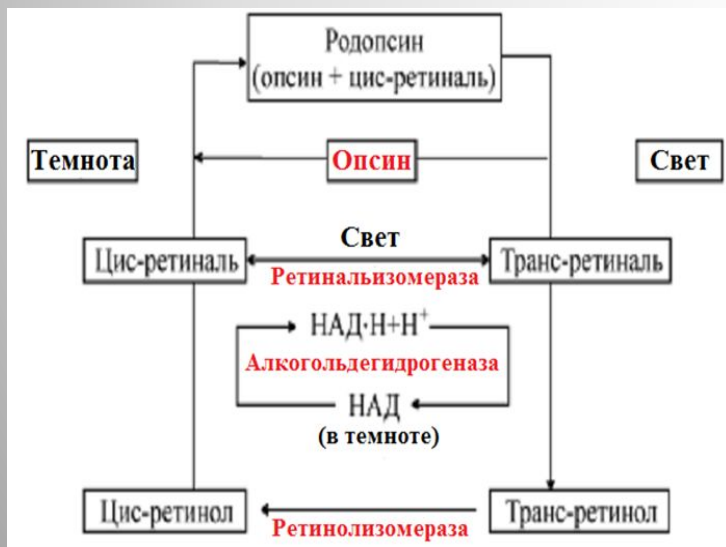 Родопсин
(опсин + цис-ретиналь)
Темнота
Опсин
Свет
Свет
Цис-ретиналь
Ретинальизомераза
Транс-ретиналь
НАД·Н+Н⁺
Алкогольдегидрогеназа
НАД
(в темноте)
Цис-ретинол
Ретинолизомераза
Транс-ретинол